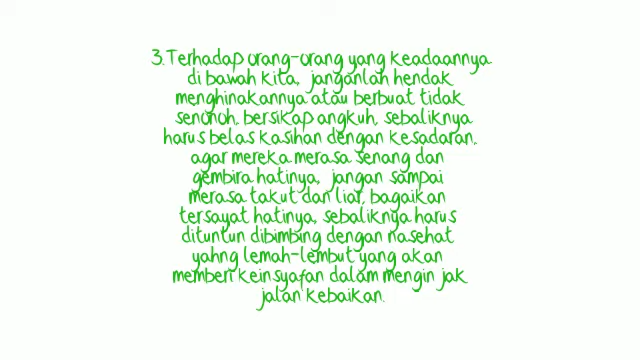 3.Terhadap orang-orang yang keadaannya
di bawah kita, janganlah hendak
menghinakannya atau berbuat tidak
senonoh, bersikap angkuh, sebaliknya
harus belas kasihan dengan kesadaran,
agar mereka merasa senang dan
gembira hatinya, jangan sampai
merasa takut dan liar, bagaikan
tersayat hatinya, sebaliknya harus
dituntun dibimbing dengan nasehat
yahng lemah-lembut yang akan
memberi keinsyafan dalam mengin jak
jalan kebaikan.